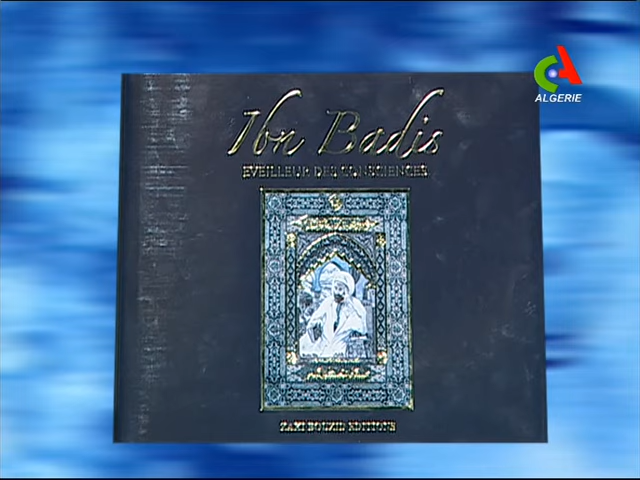 Ibn Badis
EVEILLEUR DES CONSCIENCES
ZAKI BOUZID EDITIONS
ALGERIE